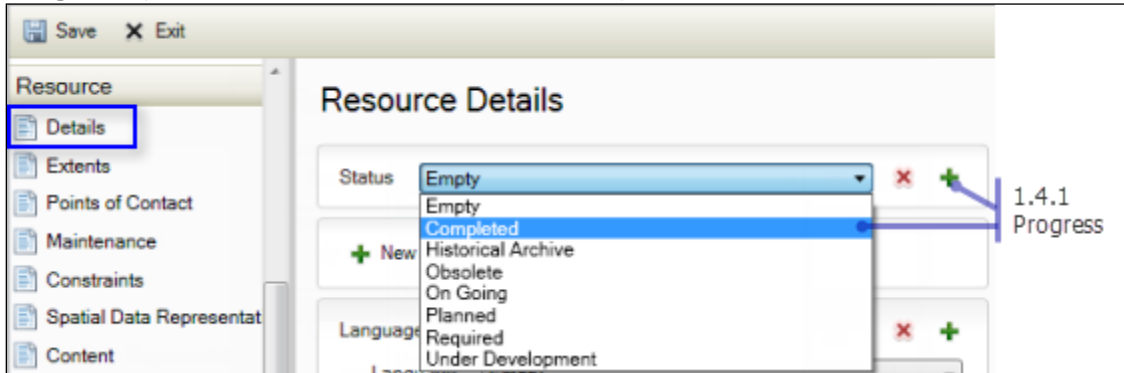 Save Exit
Resource
Details
Extents
Points of Contact
Maintenance
Constraints
Spatial Data Representat
Content
Resource Details
Status Empty
Empty
Completed
Historical Archive
Obsolete
On Going
Planned
Required
Under Development
New
Language
1.4.1
Progress